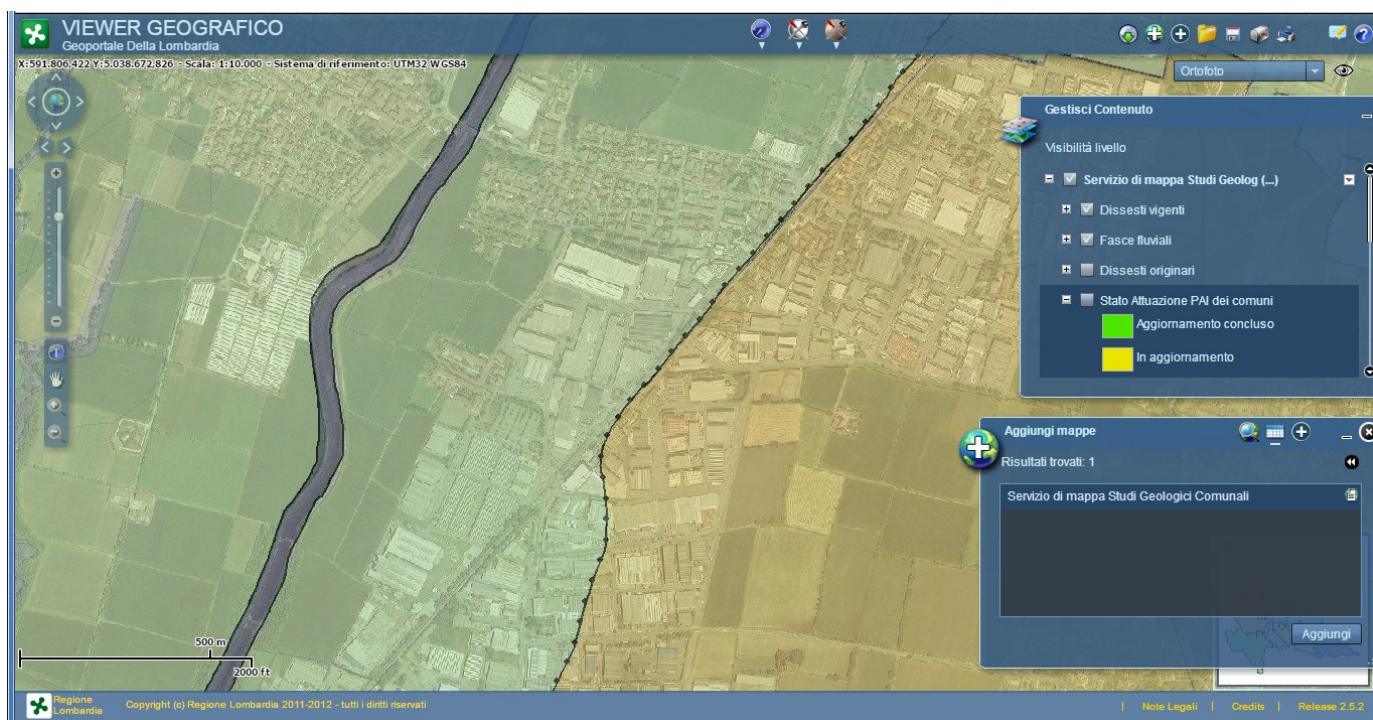 VIEWER GEOGRAFICO
Geoportale Della Lombardia
X:591.806,422 Y:5.038.672,826 - Scala: 1:10.000 - Sistema di riferimento: UTM32 WGS84
Ortofoto
Gestisci Contenuto
Visibilità livello
Servizio di mappa Studi Geolog (...)
Dissesti vigenti
Fasce fluviali
Dissesti originari
Stato Attuazione PAI dei comuni
Aggiornamento concluso
In aggiornamento
Aggiungi mappe
Risultati trovati: 1
Servizio di mappa Studi Geologici Comunali
Aggiungi
500 m
2000 ft
Regione
Lombardia
Copyright (c) Regione Lombardia 2011-2012 - tutti i diritti riservati
| Note Legali | Credits | Release 2.5.2